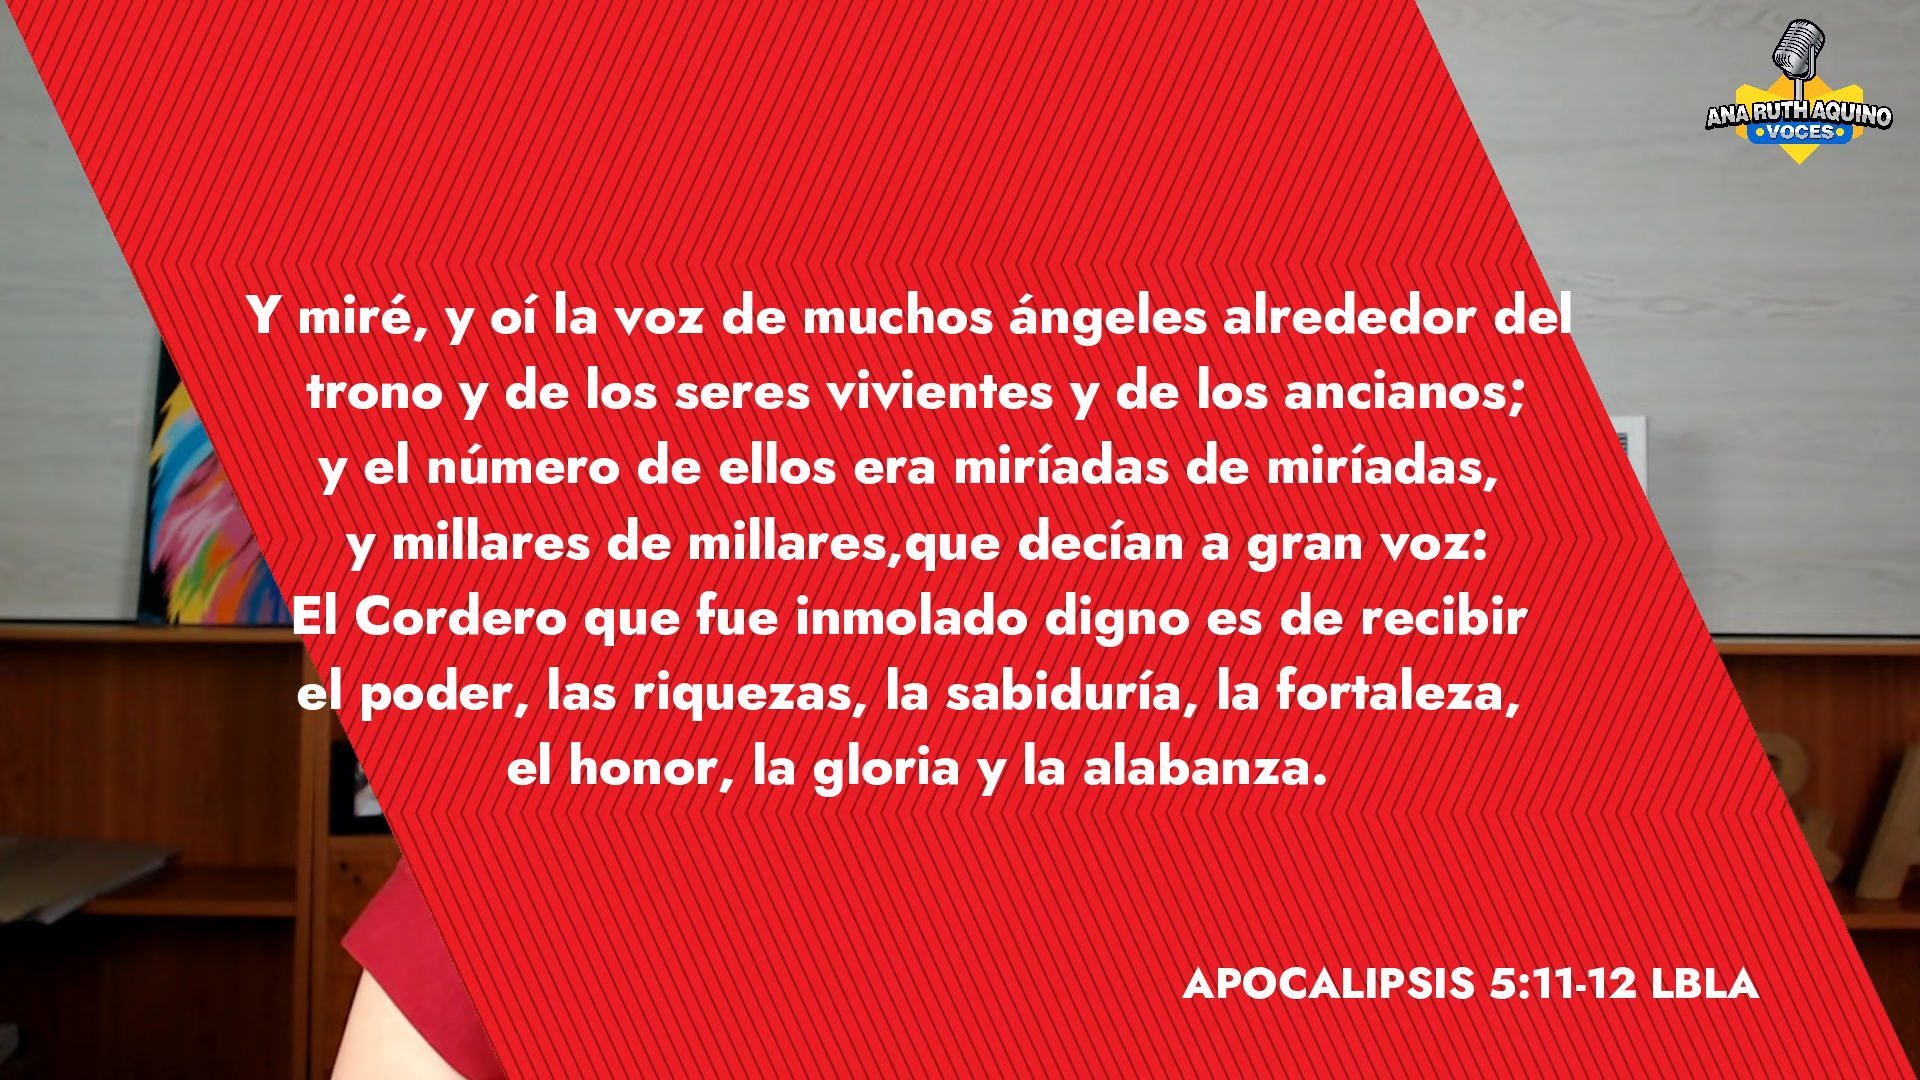 ANA RUTH AQUINO
VOCES
Y miré, y oí la voz de muchos ángeles alrededor del
trono y de los seres vivientes y de los ancianos;
y el número de ellos era miríadas de miríadas,
y millares de millares,que decían a gran voz:
El Cordero que fue inmolado digno es de recibir
el poder, las riquezas, la sabiduría, la fortaleza,
el honor, la gloria y la alabanza.
APOCALIPSIS 5:11-12 LBLA